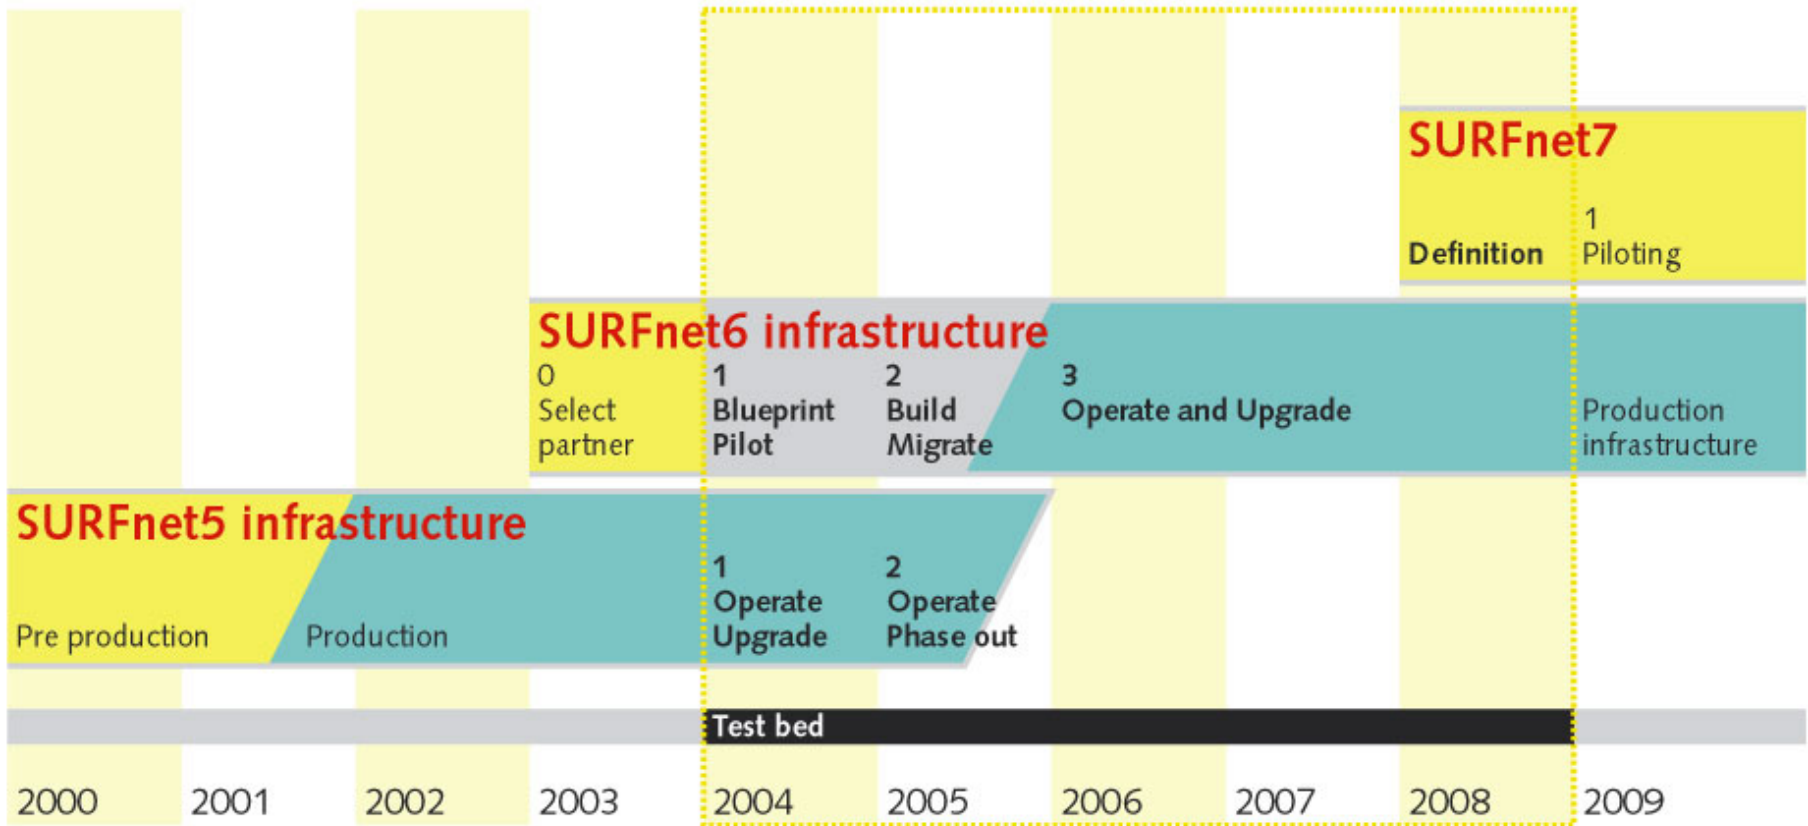 SURFnet7
1
Definition
Piloting
SURFnet6 infrastructure
0
Select
partner
1
Blueprint
Pilot
2
Build
Migrate
3
Operate and Upgrade
Production
infrastructure
SURFnet5 infrastructure
Pre production
Production
1
Operate
Upgrade
2
Operate
Phase out
Test bed
2000
2001
2002
2003
2004
2005
2006
2007
2008
2009